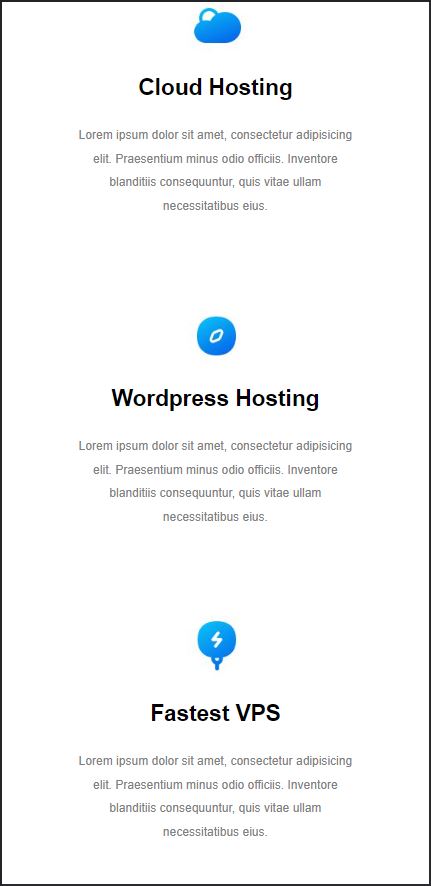 Cloud Hosting
Lorem ipsum dolor sit amet, consectetur adipisicing
elit. Praesentium minus odio officiis. Inventore
blanditiis consequuntur, quis vitae ullam
necessitatibus eius.
Wordpress Hosting
Lorem ipsum dolor sit amet, consectetur adipisicing
elit. Praesentium minus odio officiis. Inventore
blanditiis consequuntur, quis vitae ullam
necessitatibus eius.
Fastest VPS
Lorem ipsum dolor sit amet, consectetur adipisicing
elit. Praesentium minus odio officiis. Inventore
blanditiis consequuntur, quis vitae ullam
necessitatibus eius.